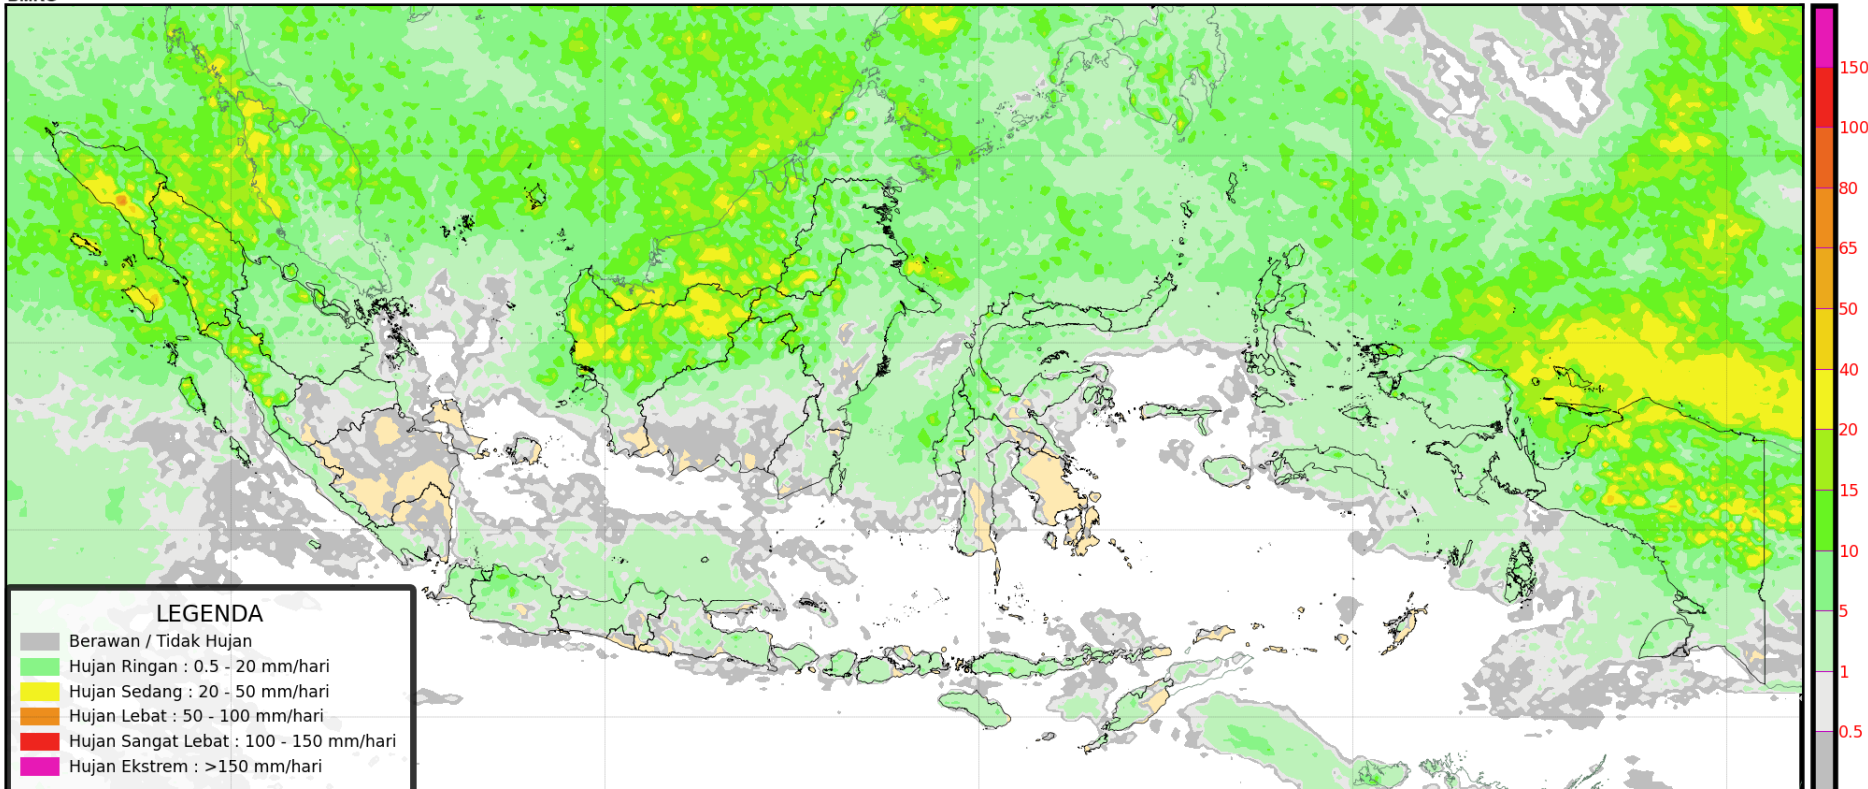 LEGENDA
Berawan / Tidak Hujan
Hujan Ringan : 0.5 - 20 mm/hari
Hujan Sedang : 20 - 50 mm/hari
Hujan Lebat : 50 - 100 mm/hari
Hujan Sangat Lebat : 100 - 150 mm/hari
Hujan Ekstrem : >150 mm/hari
150
100
80
65
50
40
20
15
10
5
1
0.5